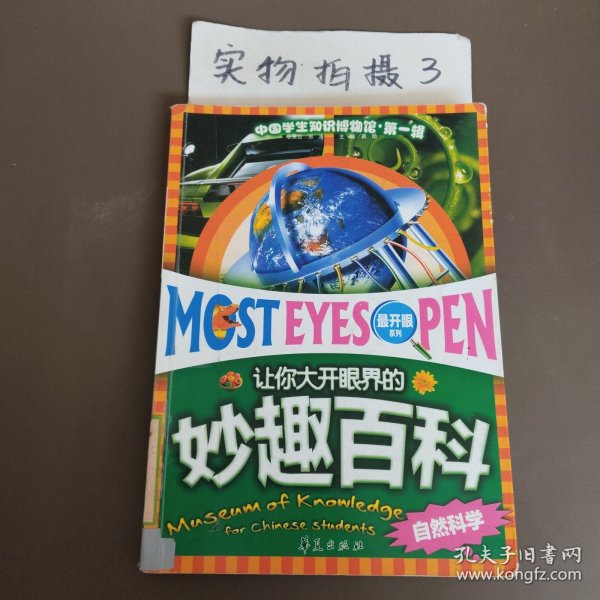 实物拍摄3
中国学生知识博物馆·第一辑
MOST EYES OPEN
最开眼
系列
让你大开眼界的
妙趣百科
Museum of Knowledge
for Chinese students
自然科学
华夏出版社
孔夫子旧书网
www.kongfz.com